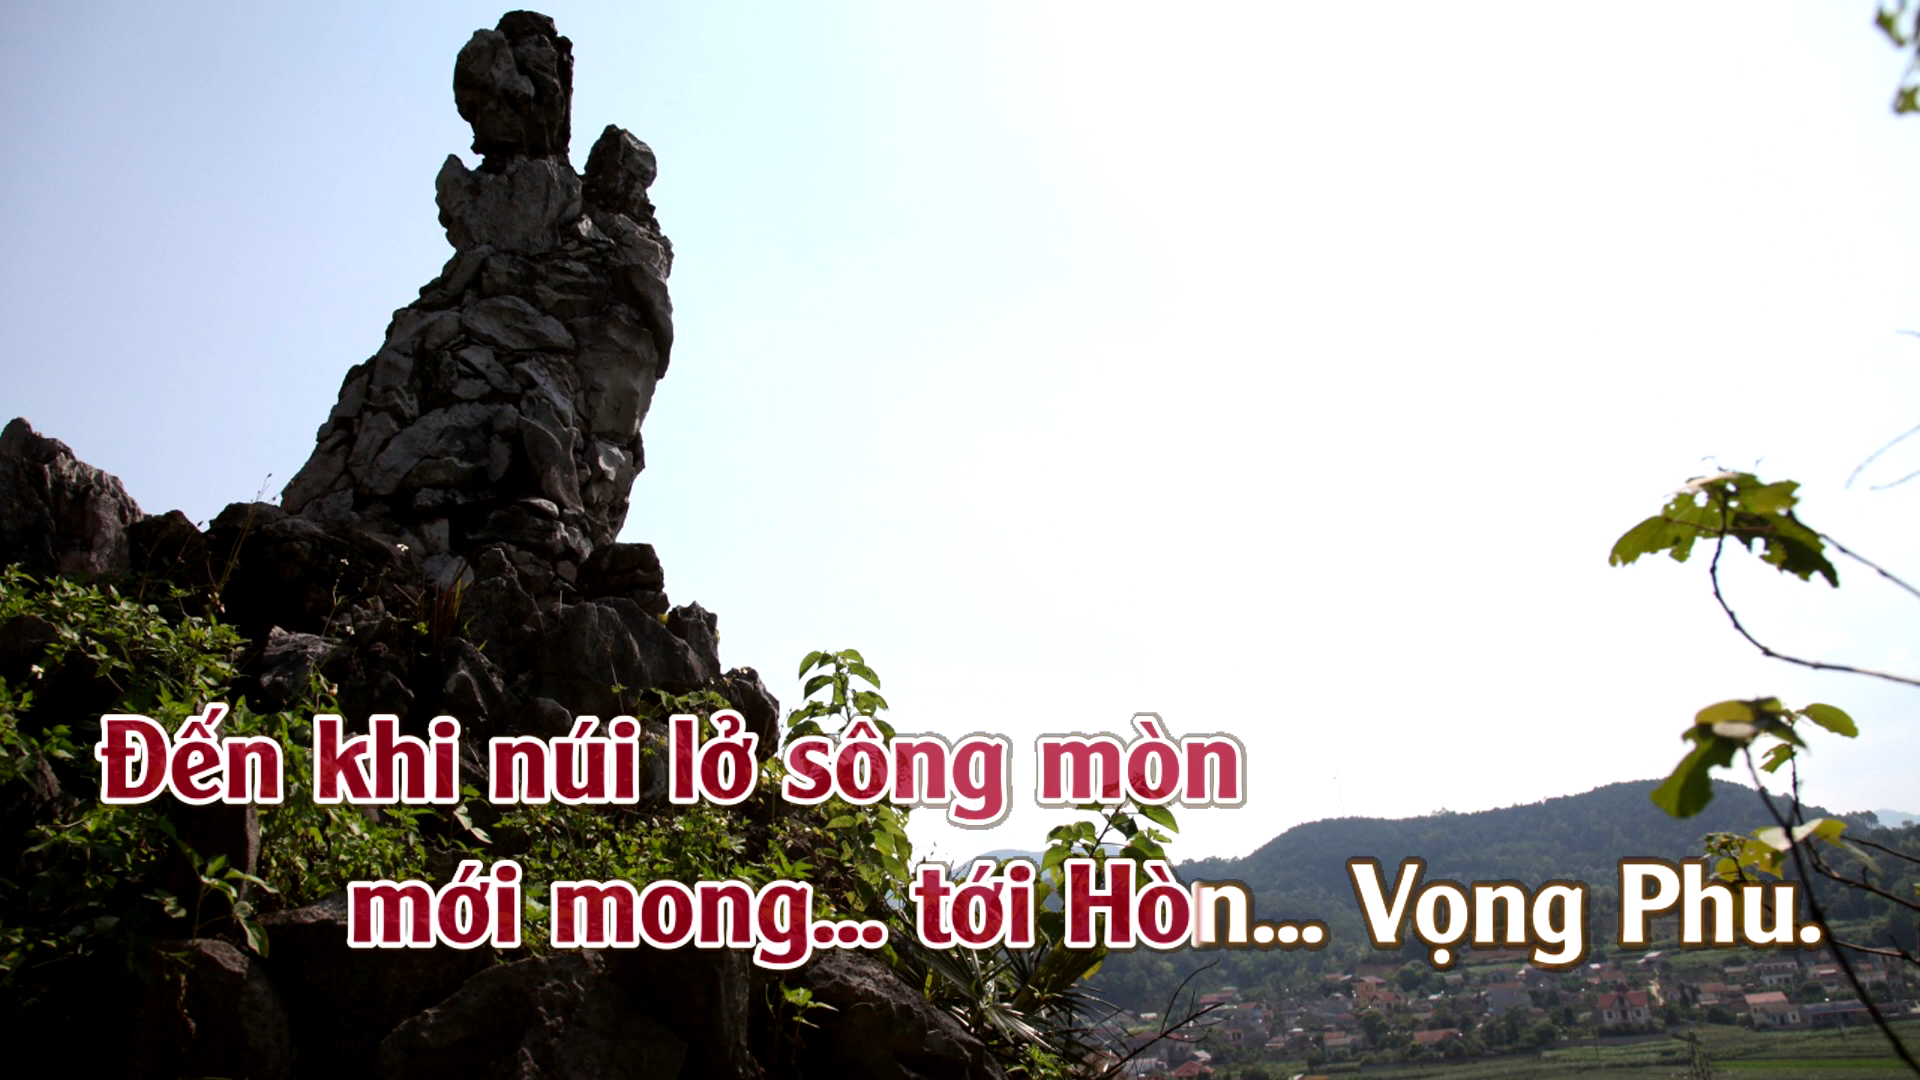 Đến khi núi lở sông mòn
mới mong... tới Hòn... Vọng Phu.